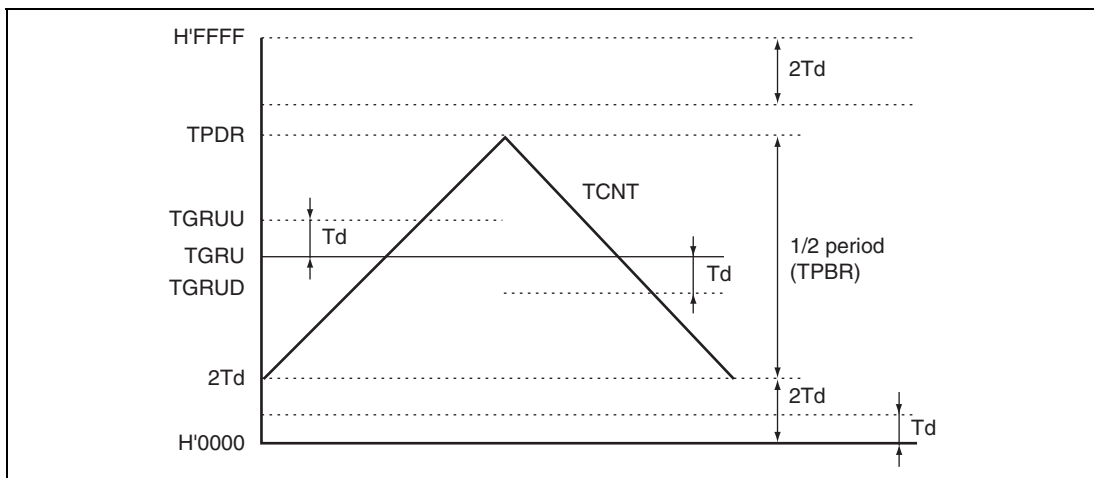 H'FFFF
2Td
TPDR
TCNT
TGRUU
Td
TGRU
1/2 period
(TPBR)
Td
TGRUD
2Td
2Td
Td
H'0000